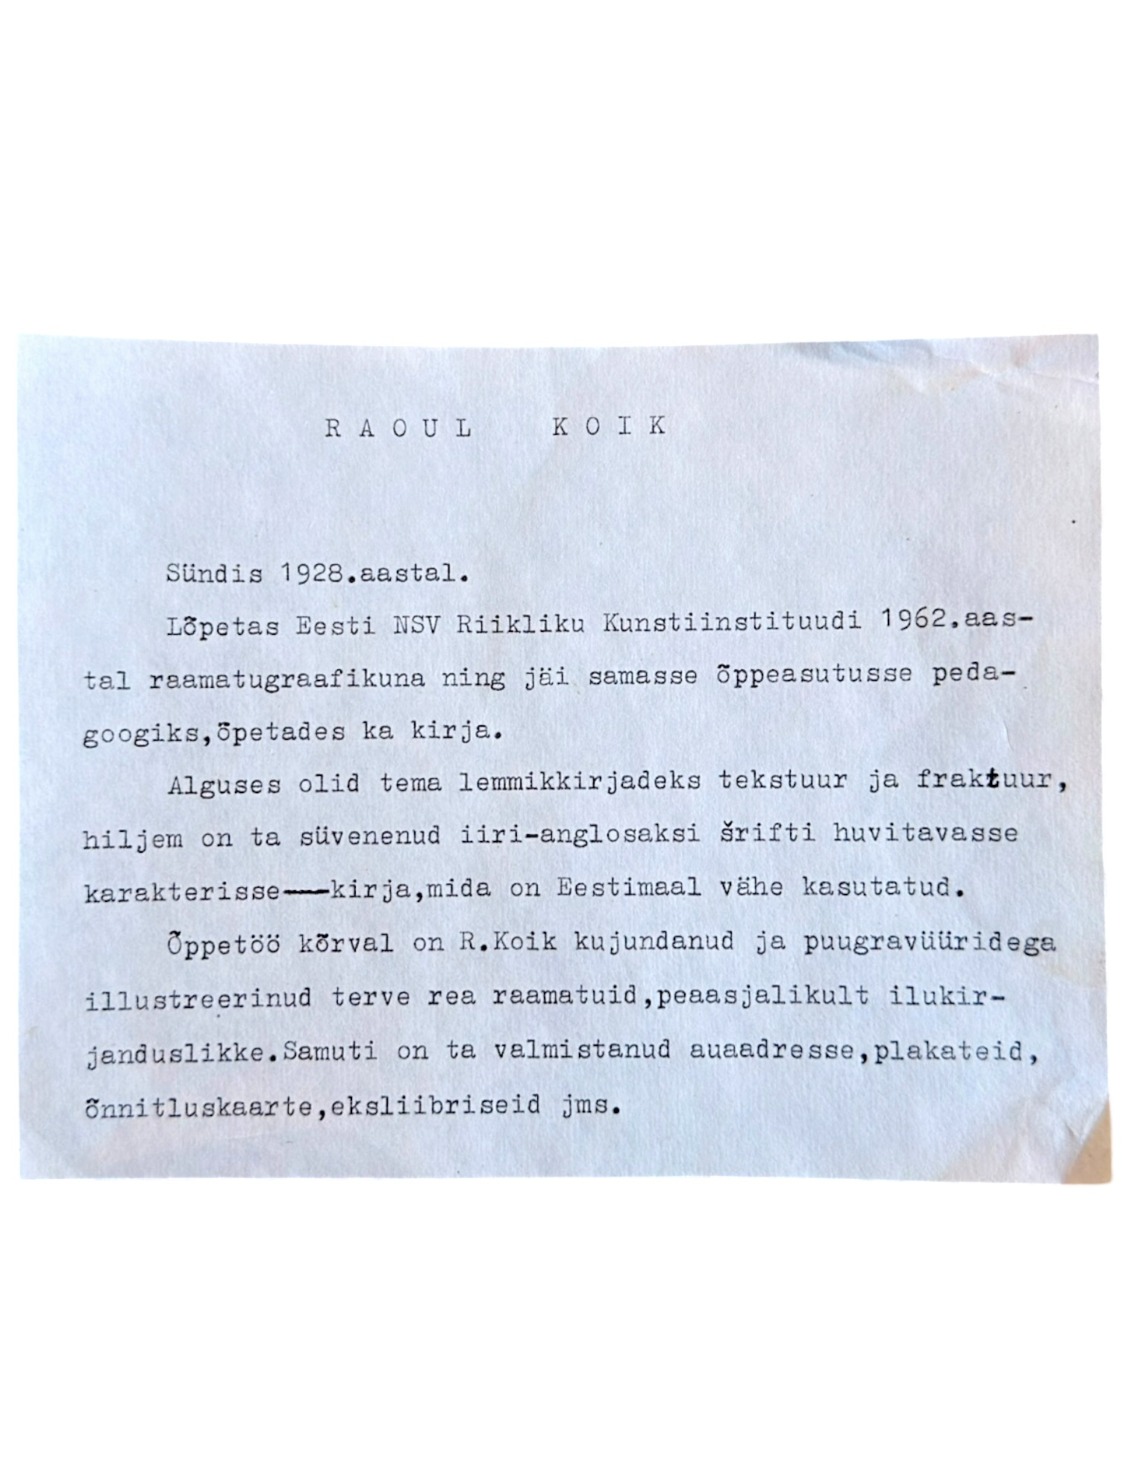 RAOUL KOIK
Sündis 1928.aastal.
Lõpetas Eesti NSV Riikliku Kunstiinstituudi 1962.aas-
tal raamatugraafikuna ning jäi samasse õppeasutusse peda-
googiks,õpetades ka kirja.
Alguses olid tema lemmikkirjadeks tekstuur ja fraktuur,
hiljem on ta süvenenud iiri-anglosaksi šrifti huvitavasse
karakterisse—kirja,mida on Eestimaal vähe kasutatud.
Õppetöö kõrval on R.Koik kujundanud ja puugravüüridega
illustreerinud terve rea raamatuid,peaasjalikult ilukir-
janduslikke.Samuti on ta valmistanud auaadresse,plakateid,
õnnitluskaarte,eksliibriseid jms.